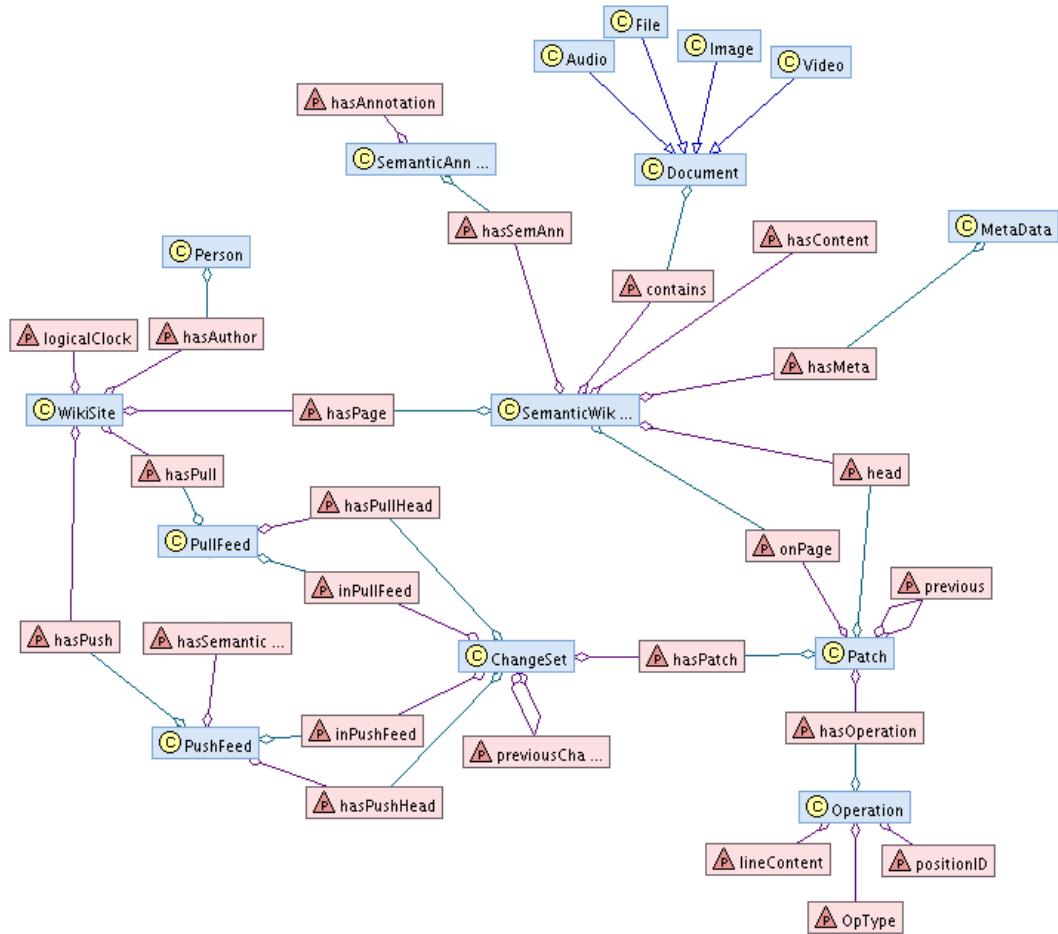 C File
C Image
C Audio
C Video
P hasAnnotation
C SemanticAnn ...
C Document
P hasSemAnn
P hasContent
C MetaData
C Person
P contains
P logicalClock
P hasAuthor
P hasMeta
C WikiSite
P hasPage
C SemanticWik ...
P hasPull
P head
P hasPullHead
C PullFeed
P onPage
P inPullFeed
P previous
P hasPush
P hasSemantic ...
C ChangeSet
P hasPatch
C Patch
P inPushFeed
C PushFeed
P previousCha ...
P hasOperation
P hasPushHead
C Operation
P lineContent
P positionID
P OpType